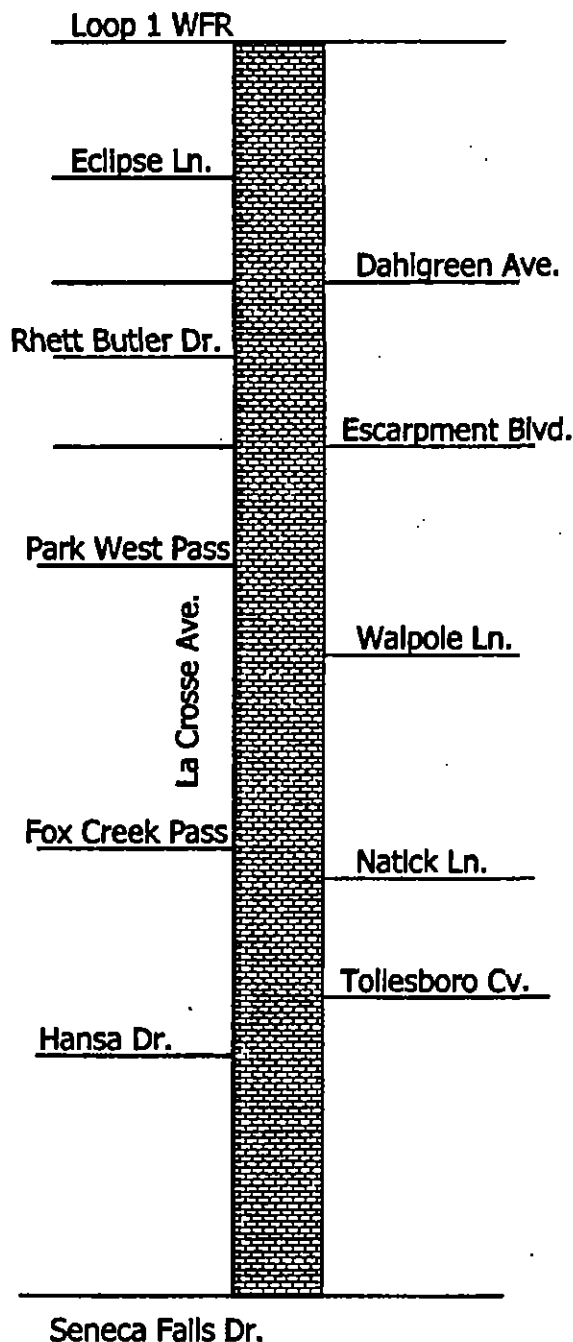 Loop 1 WFR
Eclipse Ln.
Dahlgreen Ave.
Rhett Butler Dr.
Escarpment Blvd.
Park West Pass
Walpole Ln.
La Crosse Ave.
Fox Creek Pass
Natick Ln.
Tollesboro Cv.
Hansa Dr.
Seneca Falls Dr.